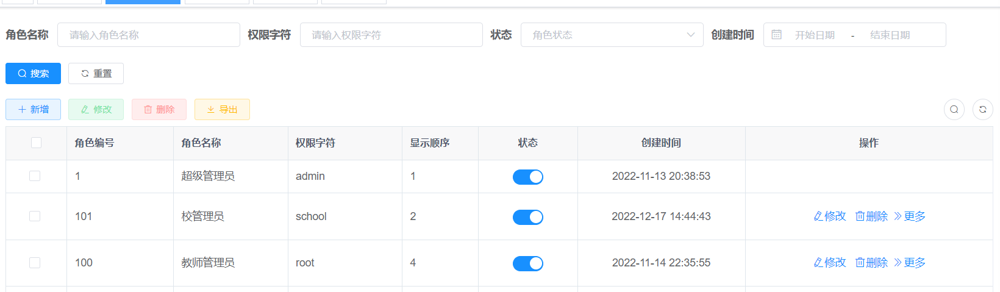 角色名称 请输入角色名称 权限字符 请输入权限字符 状态 角色状态 创建时间 开始日期 - 结束日期
搜索 重置
新增 修改 删除 导出
角色编号 角色名称 权限字符 显示顺序 状态 创建时间 操作
1 超级管理员 admin 1 2022-11-13 20:38:53
101 校管理员 school 2 2022-12-17 14:44:43 修改 删除 更多
100 教师管理员 root 4 2022-11-14 22:35:55 修改 删除 更多